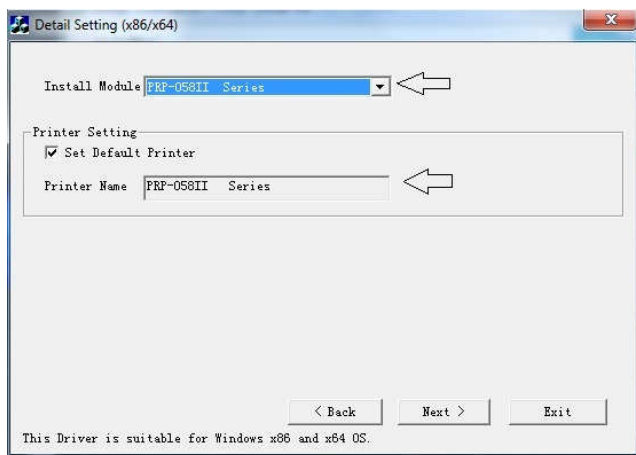 Detail Setting (x86/x64)
Install Module PRP-058II Series
Printer Setting
Set Default Printer
Printer Name PRP-058II Series
< Back Next > Exit
This Driver is suitable for Windows x86 and x64 OS.